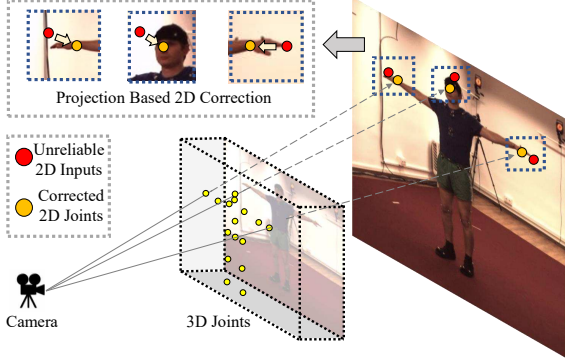 Projection Based 2D Correction
Unreliable
2D Inputs
Corrected
2D Joints
Camera
3D Joints